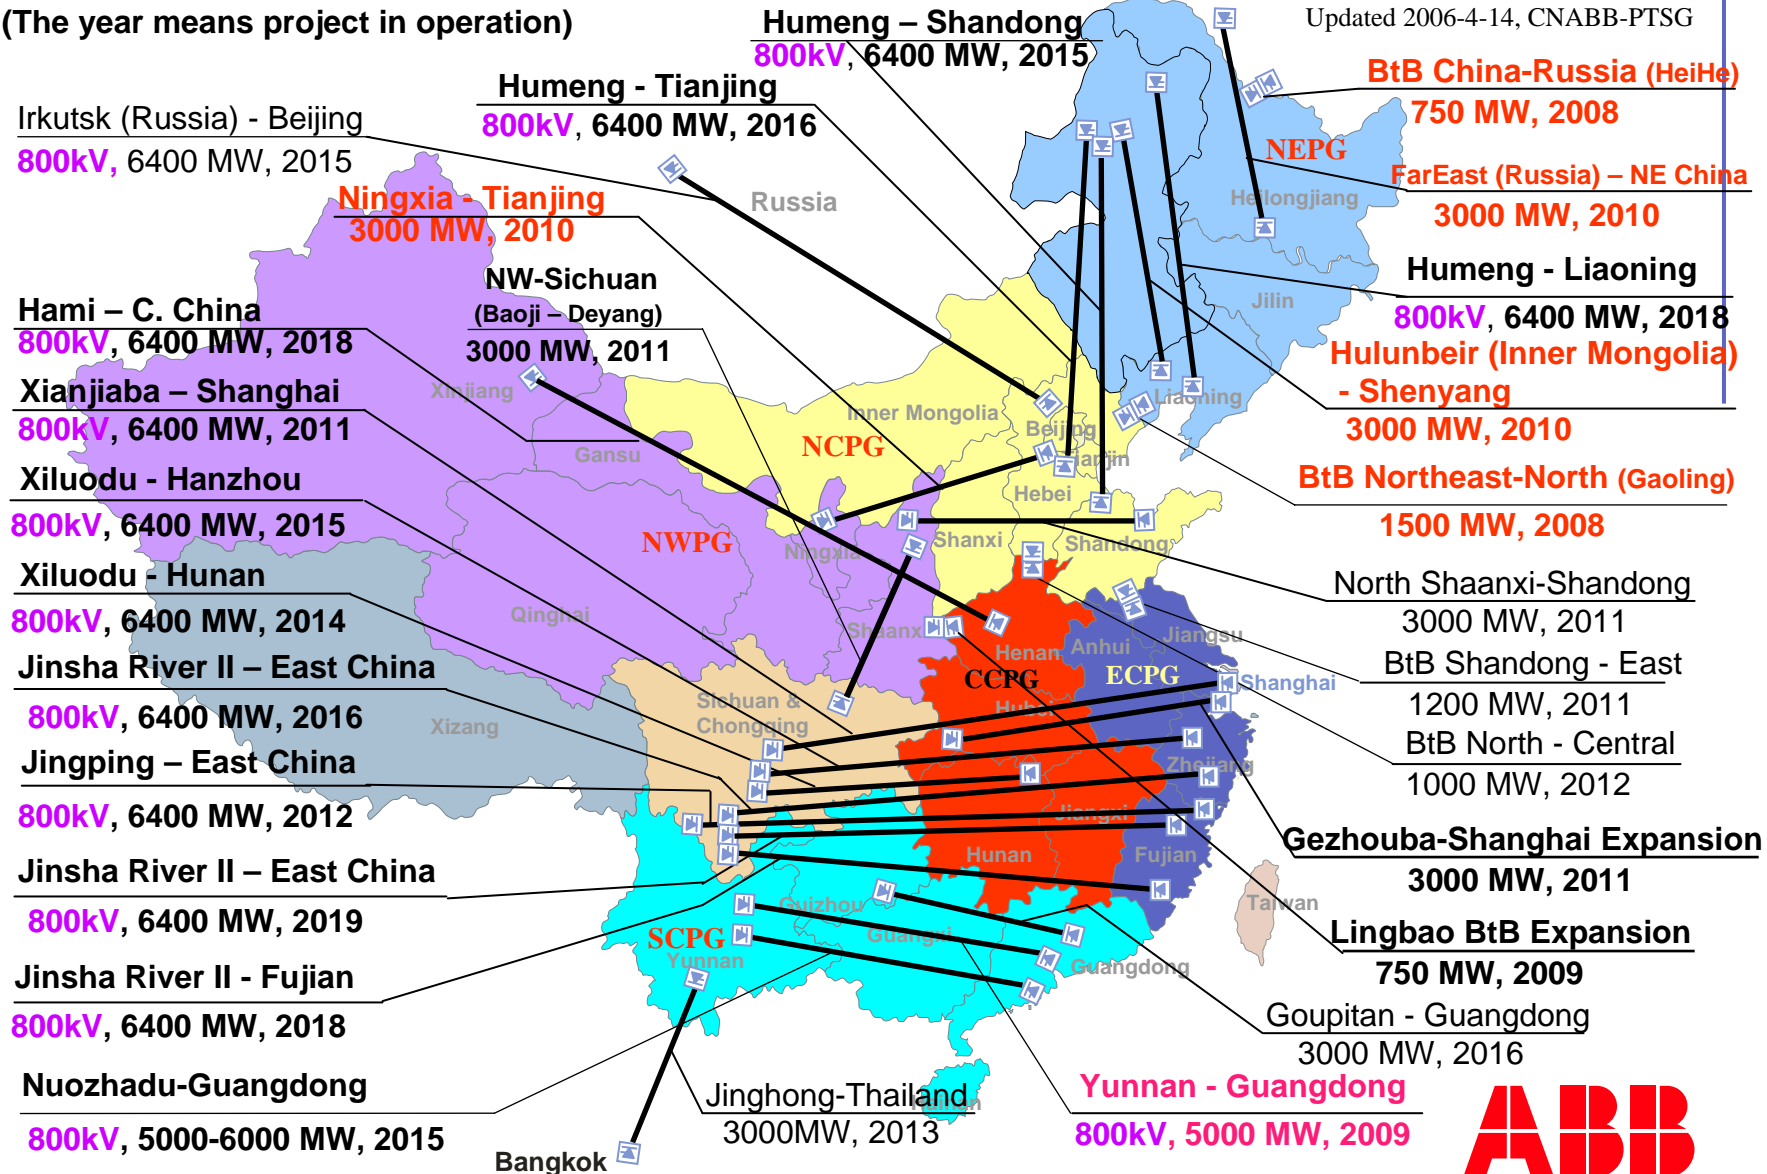 (The year means project in operation)
Humeng – Shandong
800kV, 6400 MW, 2015
Updated 2006-4-14, CNABB-PTSG
Humeng - Tianjing
800kV, 6400 MW, 2016
BtB China-Russia (HeiHe)
750 MW, 2008
Irkutsk (Russia) - Beijing
800kV, 6400 MW, 2015
NEPG
FarEast (Russia) – NE China
3000 MW, 2010
Heilongjiang
Russia
Ningxia - Tianjing
3000 MW, 2010
NW-Sichuan
(Baoji – Deyang)
3000 MW, 2011
Humeng - Liaoning
800kV, 6400 MW, 2018
Jilin
Hami – C. China
800kV, 6400 MW, 2018
Hulunbeir (Inner Mongolia)
- Shenyang
3000 MW, 2010
Liaoning
Xinjiang
Xianjiaba – Shanghai
800kV, 6400 MW, 2011
Inner Mongolia
Beijing
NCPG
Gansu
Tianjin
Hebei
BtB Northeast-North (Gaoling)
1500 MW, 2008
Xiluodu - Hanzhou
800kV, 6400 MW, 2015
NWPG
Ningxia
Shanxi
Shandong
Xiluodu - Hunan
800kV, 6400 MW, 2014
North Shaanxi-Shandong
3000 MW, 2011
Qinghai
Shaanxi
Henan
Anhui
Jiangsu
Jinsha River II – East China
800kV, 6400 MW, 2016
CCPG
ECPG
Shanghai
BtB Shandong - East
1200 MW, 2011
Xizang
Sichuan &
Chongqing
Hubei
BtB North - Central
1000 MW, 2012
Jingping – East China
800kV, 6400 MW, 2012
Zhejiang
Jiangxi
Hunan
Fujian
Gezhouba-Shanghai Expansion
3000 MW, 2011
Jinsha River II – East China
800kV, 6400 MW, 2019
Guizhou
Taiwan
SCPG
Yunnan
Guangxi
Guangdong
Lingbao BtB Expansion
750 MW, 2009
Jinsha River II - Fujian
800kV, 6400 MW, 2018
Goupitan - Guangdong
3000 MW, 2016
Nuozhadu-Guangdong
800kV, 5000-6000 MW, 2015
Jinghong-Thailand
3000MW, 2013
Hainan
Yunnan - Guangdong
800kV, 5000 MW, 2009
Bangkok
ABB